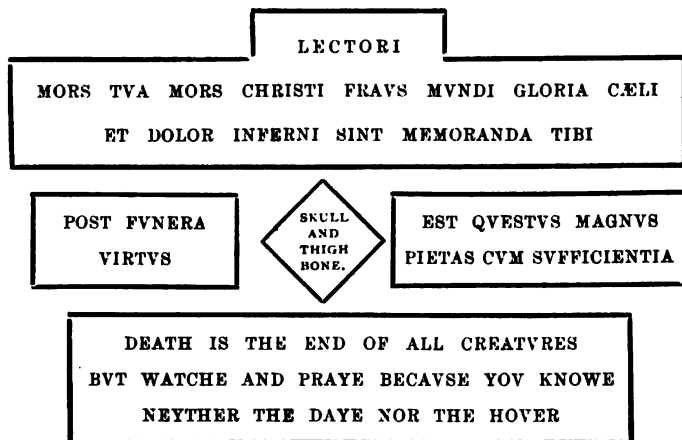 LECTORI
MORS TVA MORS CHRISTI FRAVS MVNDI GLORIA CÆLI
ET DOLOR INFERNI SINT MEMORANDA TIBI
POST FVNERA
VIRTVS
SKULL
AND
THIGH
BONE.
EST QVESTVS MAGNVS
PIETAS CVM SVFFICIENTIA
DEATH IS THE END OF ALL CREATVRES
BVT WATCHE AND PRAYE BECAVSE YOV KNOWE
NEYTHER THE DAYE NOR THE HOVER